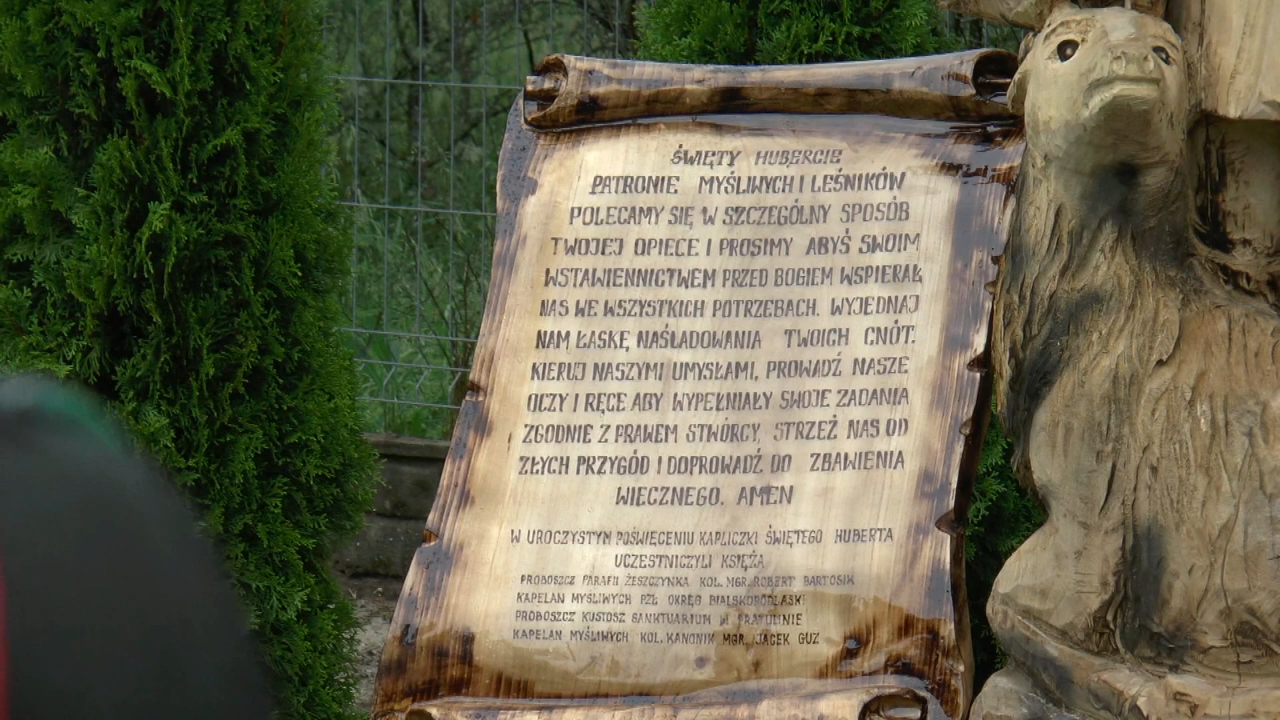 ŚWIĘTY HUBERCIE
PATRONIE MYŚLIWYCH I LEŚNIKÓW
POLECAMY SIĘ W SZCZEGÓLNY SPOSÓB
TWOJEJ OPIECE I PROSIMY ABYŚ SWOIM
WSTAWIENNICTWEM PRZED BOGIEM WSPIERAŁ
NAS WE WSZYSTKICH POTRZEBACH. WYJEDNAJ
NAM ŁASKĘ NAŚLADOWANIA TWOICH CNÓT.
KIERUJ NASZYMI UMYSŁAMI, PROWADŹ NASZE
OCZY I RĘCE ABY WYPEŁNIAŁY SWOJE ZADANIA
ZGODNIE Z PRAWEM STWÓRCY, STRZEŻ NAS OD
ZŁYCH PRZYGÓD I DOPROWADŹ DO ZBAWIENIA
WIECZNEGO. AMEN
W UROCZYSTYM POŚWIĘCENIU KAPLICZKI ŚWIĘTEGO HUBERTA
UCZESTNICZYLI KSIĘŻA
PROBOSZCZ PARAFII ŻESZCZYNKA KOL. MGR. ROBERT BARTOSIK
KAPELAN MYŚLIWYCH PZŁ OKRĘG BIALSKOPODLASKI
PROBOSZCZ KUSTOSZ SANKTUARIUM W PRATULINIE
KAPELAN MYŚLIWYCH KOL. KANONIK MGR. JACEK GUZ